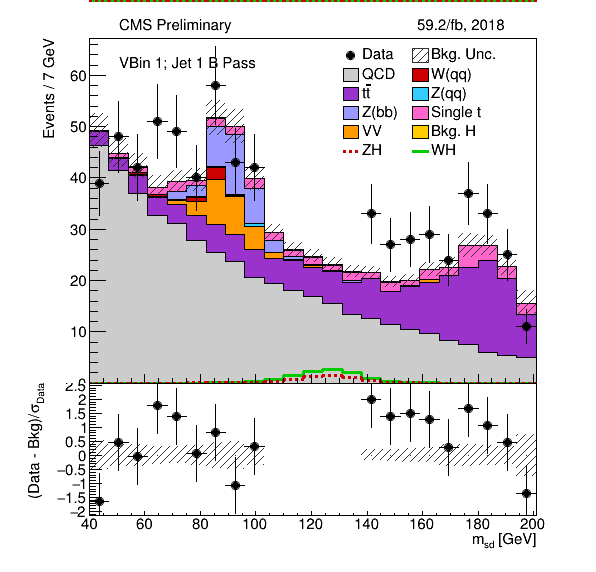 CMS Preliminary 59.2/fb, 2018
VBin 1; Jet 1 B Pass
Data Bkg. Unc.
QCD W(qq)
tt̄ Z(qq)
Z(bb) Single t
VV Bkg. H
ZH WH
Events / 7 GeV
60
50
40
30
20
10
0
(Data - Bkg)/σData
2.5
2
1.5
1
0.5
0
−0.5
−1
−1.5
−2
40 60 80 100 120 140 160 180 200
msd [GeV]